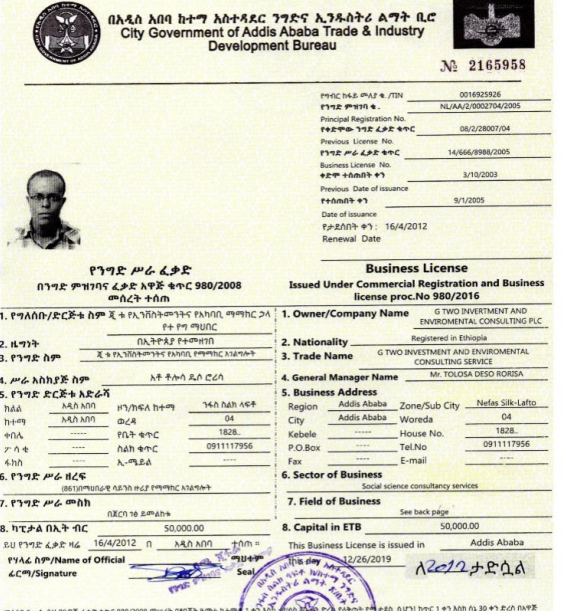 በአዲስ አበባ ከተማ አስተዳደር ንግድና ኢንዱስትሪ ልማት ቢሮ
City Government of Addis Ababa Trade & Industry
Development Bureau
№ 2165958
የግብር ከፋይ መለያ ቁ. /TIN 0016925926
የንግድ ምዝገባ ቁ. NL/AA/2/0002704/2005
Principal Registration No.
የቀድሞው ንግድ ፈቃድ ቁጥር 08/2/28007/04
Previous License No.
የንግድ ሥራ ፈቃድ ቁጥር 14/666/8988/2005
Business License No.
ቀድሞ ተሰጠበት ቀን 3/10/2003
Previous Date of issuance
የተሰጠበት ቀን 9/1/2005
Date of issuance
የታደሰበት ቀን: 16/4/2012
Renewal Date
የንግድ ሥራ ፈቃድ
በንግድ ምዝገባና ፈቃድ አዋጅ ቁጥር 980/2008
መሰረት ተሰጠ
Business License
Issued Under Commercial Registration and Business
license proc.No 980/2016
1. የግለሰቡ/ድርጅቱ ስም ጂ ቱ የኢንቨስትመንትና የአካባቢ ማማከር ኃላ
የተ የግ ማህበር
2. ዜግነት በኢትዮጵያ የተመዘገበ
3. የንግድ ስም ጂ ቱ የኢንቨስትመንትና የአካባቢ የማማከር አገልግሎት
4. ሥራ አስኪያጅ ስም አቶ ቶሎሳ ዴሶ ሮሪሳ
5. የንግድ ድርጅቱ አድራሻ
ክልል አዲስ አበባ ዞን/ክፍለ ከተማ ንፋስ ስልክ ላፍቶ
ከተማ አዲስ አበባ ወረዳ 04
ቀበሌ ----- የቤት ቁጥር 1828..
ፖ ሳ ቁ ---- ስልክ ቁጥር 0911117956
ፋክስ ---- ኢ-ሜይል ----
6. የንግድ ሥራ ዘረፍ
(861)የማህበራዊ ሳይንስ ዙሪያ የማማከር አገልግሎት
7. የንግድ ሥራ መስክ
በጀርባ ገፅ ይመልከቱ
8. ካፒታል በኢት ብር 50,000.00
ይህ የንግድ ፈቃድ ዛሬ 16/4/2012 በ አዲስ አበባ ተሰጠ ።
የሃላፊ ስም/Name of Official ማህተም
ፊርማ/Signature Seal
1. Owner/Company Name G TWO INVERTMENT AND
ENVIROMENTAL CONSULTING PLC
2. Nationality Registered in Ethiopia
3. Trade Name G TWO INVESTMENT AND ENVIROMENTAL
CONSULTING SERVICE
4. General Manager Name Mr. TOLOSA DESO RORISA
5. Business Address
Region Addis Ababa Zone/Sub City Nefas Silk-Lafto
City Addis Ababa Woreda 04
Kebele ----- House No. 1828..
P.O.Box ---- Tel.No 0911117956
Fax ---- E-mail ----
6. Sector of Business
Social science consultancy services
7. Field of Business
See back page
8. Capital in ETB 50,000.00
This Business License is issued in Addis Ababa
This day 12/26/2019
ለ2012 ታድሷል